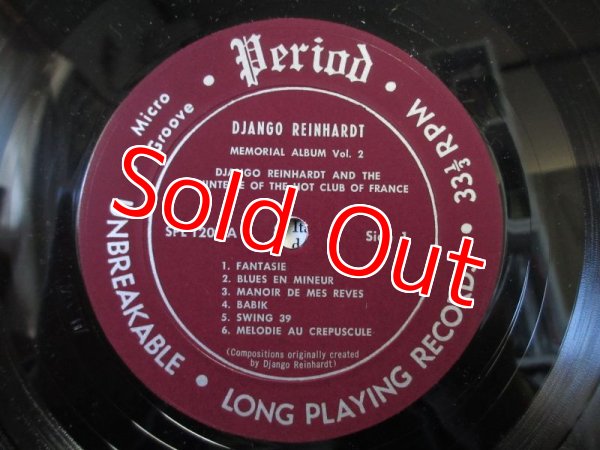 Period
Micro
Groove
33⅓ RPM
DJANGO REINHARDT
MEMORIAL ALBUM Vol. 2
DJANGO REINHARDT AND THE
OF THE HOT CLUB OF FRANCE
Sold Out
1. FANTASIE
2. BLUES EN MINEUR
3. MANOIR DE MES REVES
4. BABIK
5. SWING 39
6. MELODIE AU CREPUSCULE
(Compositions originally created
by Django Reinhardt)
UNBREAKABLE • LONG PLAYING RECORD